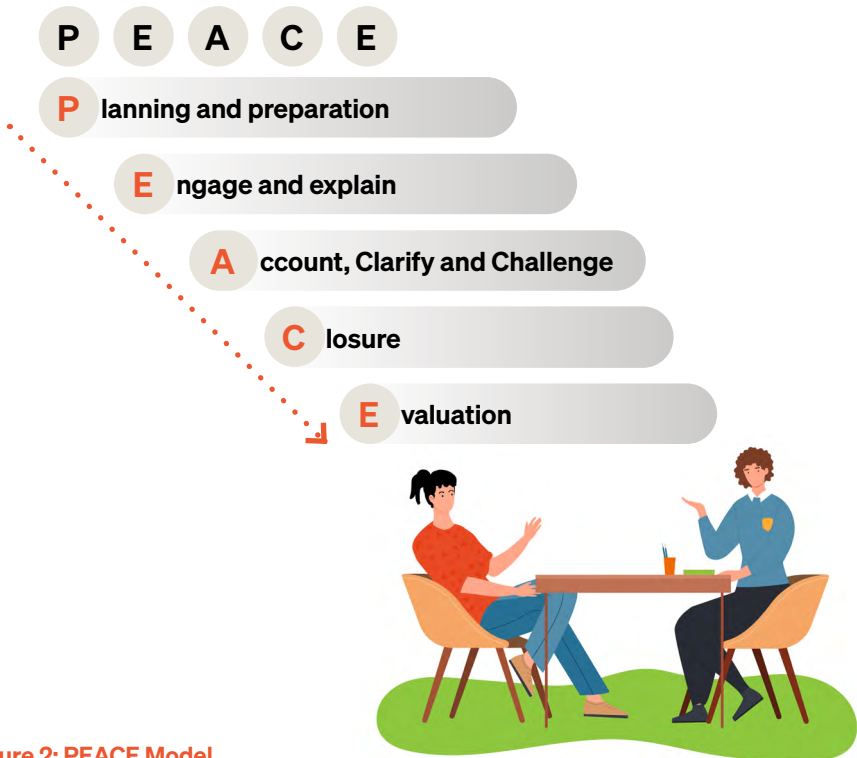 P E A C E
Planning and preparation
Engage and explain
Account, Clarify and Challenge
Closure
Evaluation
ure 2: PEACE Model